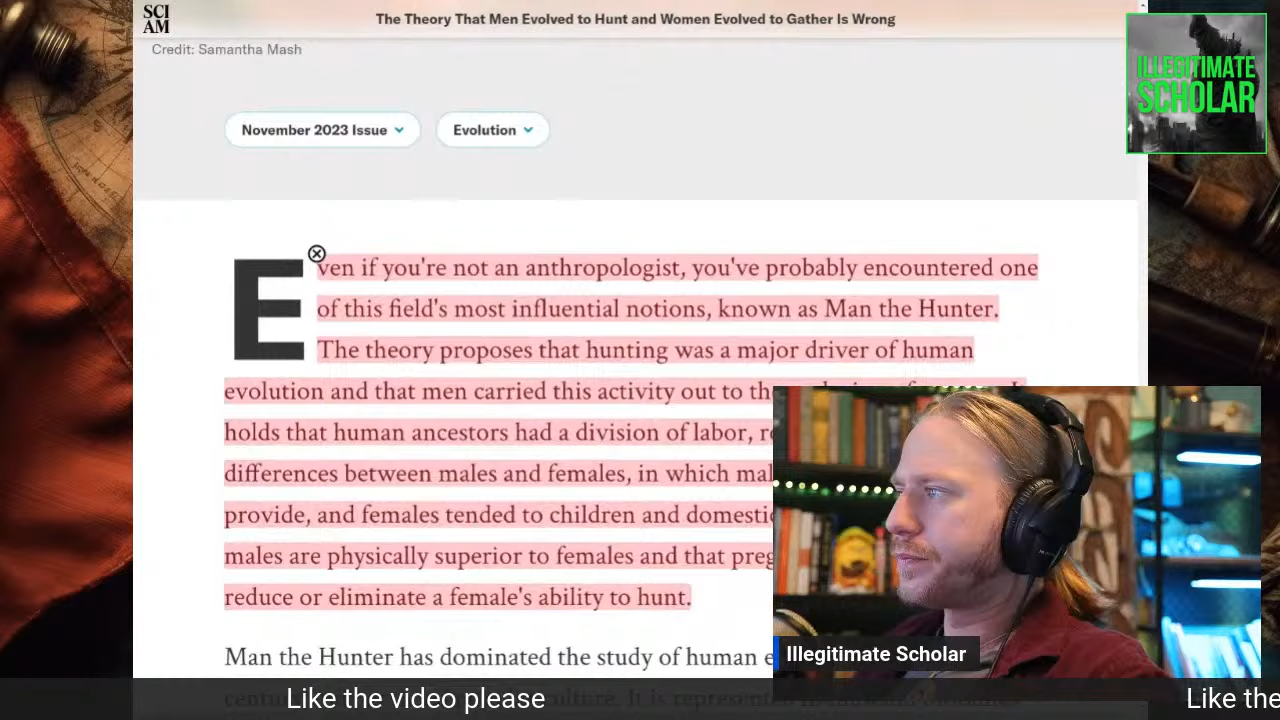 SCI
AM
The Theory That Men Evolved to Hunt and Women Evolved to Gather Is Wrong
Credit: Samantha Mash
ILLEGITIMATE
SCHOLAR
November 2023 Issue
Evolution
Even if you're not an anthropologist, you've probably encountered one
of this field's most influential notions, known as Man the Hunter.
The theory proposes that hunting was a major driver of human
evolution and that men carried this activity out to
holds that human ancestors had a division of labor,
differences between males and females, in which
provide, and females tended to children and
males are physically superior to females and that
reduce or eliminate a female's ability to hunt.
Man the Hunter has dominated the study of human
Illegitimate Scholar
Like the video please
Like the